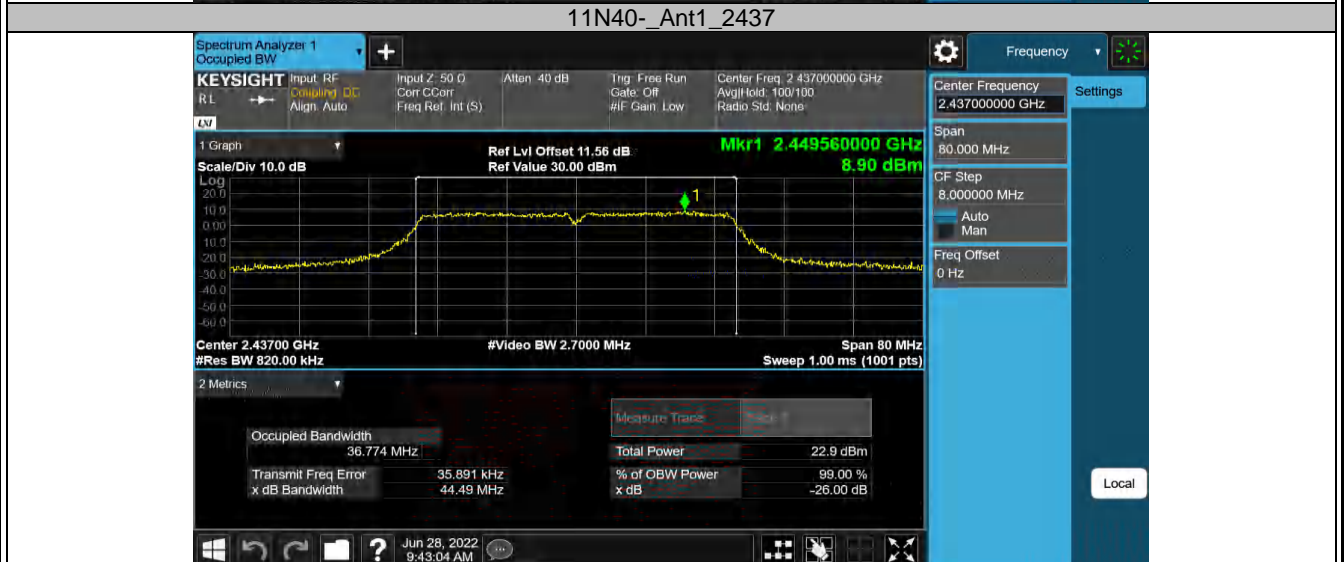 11N40-_Ant1_2437
Spectrum Analyzer 1
Occupied BW
Frequency
KEYSIGHT
RL
LXI
Input: RF
Coupling: DC
Align: Auto
Input Z: 50 Ω
Corr CCorr
Freq Ref: Int (S)
Atten: 40 dB
Trig: Free Run
Gate: Off
#IF Gain: Low
Center Freq: 2.437000000 GHz
Avg|Hold: 100/100
Radio Std: None
Center Frequency
2.437000000 GHz
Settings
Span
80.000 MHz
CF Step
8.000000 MHz
Auto
Man
Freq Offset
0 Hz
Local
1 Graph
Scale/Div 10.0 dB
Ref Lvl Offset 11.56 dB
Ref Value 30.00 dBm
Mkr1 2.449560000 GHz
8.90 dBm
Log
20.0
10.0
0.00
-10.0
-20.0
-30.0
-40.0
-50.0
-60.0
1
Center 2.43700 GHz
#Video BW 2.7000 MHz
Span 80 MHz
#Res BW 820.00 kHz
Sweep 1.00 ms (1001 pts)
2 Metrics
Measure Trace
Occupied Bandwidth
36.774 MHz
Total Power 22.9 dBm
Transmit Freq Error 35.891 kHz
% of OBW Power 99.00 %
x dB Bandwidth 44.49 MHz
x dB -26.00 dB
?
Jun 28, 2022
9:43:04 AM